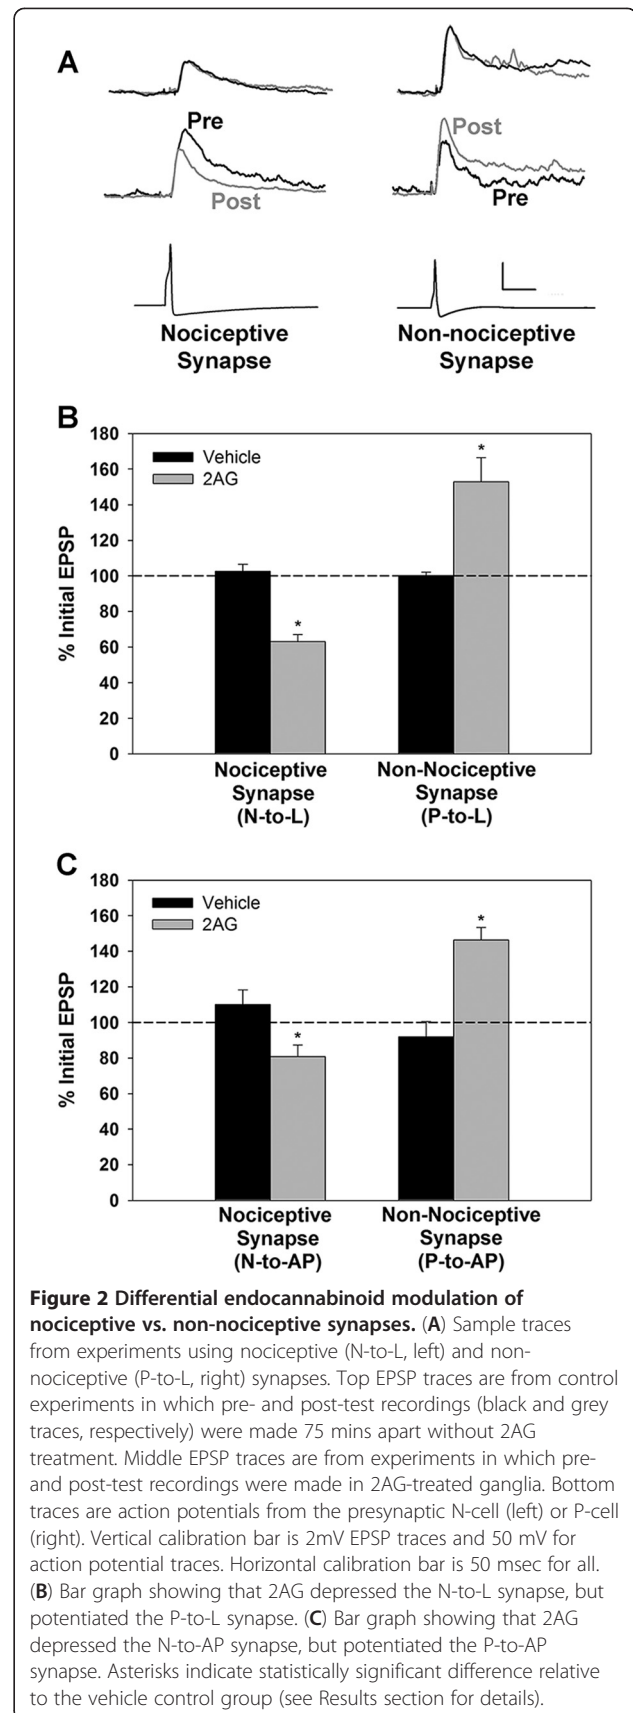 A
Pre
Post
Post
Pre
Nociceptive
Synapse
Non-nociceptive
Synapse
B
180
160
140
120
100
80
60
40
20
0
% Initial EPSP
Vehicle
2AG
*
*
Nociceptive
Synapse
(N-to-L)
Non-Nociceptive
Synapse
(P-to-L)
C
180
160
140
120
100
80
60
40
20
0
% Initial EPSP
Vehicle
2AG
*
*
Nociceptive
Synapse
(N-to-AP)
Non-Nociceptive
Synapse
(P-to-AP)
Figure 2 Differential endocannabinoid modulation of
nociceptive vs. non-nociceptive synapses. (A) Sample traces
from experiments using nociceptive (N-to-L, left) and non-
nociceptive (P-to-L, right) synapses. Top EPSP traces are from control
experiments in which pre- and post-test recordings (black and grey
traces, respectively) were made 75 mins apart without 2AG
treatment. Middle EPSP traces are from experiments in which pre-
and post-test recordings were made in 2AG-treated ganglia. Bottom
traces are action potentials from the presynaptic N-cell (left) or P-cell
(right). Vertical calibration bar is 2mV EPSP traces and 50 mV for
action potential traces. Horizontal calibration bar is 50 msec for all.
(B) Bar graph showing that 2AG depressed the N-to-L synapse, but
potentiated the P-to-L synapse. (C) Bar graph showing that 2AG
depressed the N-to-AP synapse, but potentiated the P-to-AP
synapse. Asterisks indicate statistically significant difference relative
to the vehicle control group (see Results section for details).